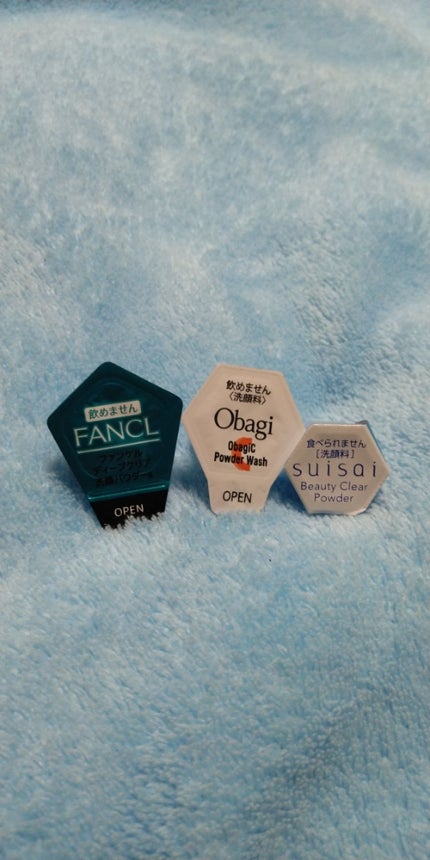 飲めません
FANCL
ファンケル
ディープクリア
洗顔パウダーa
OPEN
飲めません
〈洗顔料〉
Obagi
ObagiC
Powder Wash
OPEN
食べられません
[洗顔料]
suisai
Beauty Clear
Powder